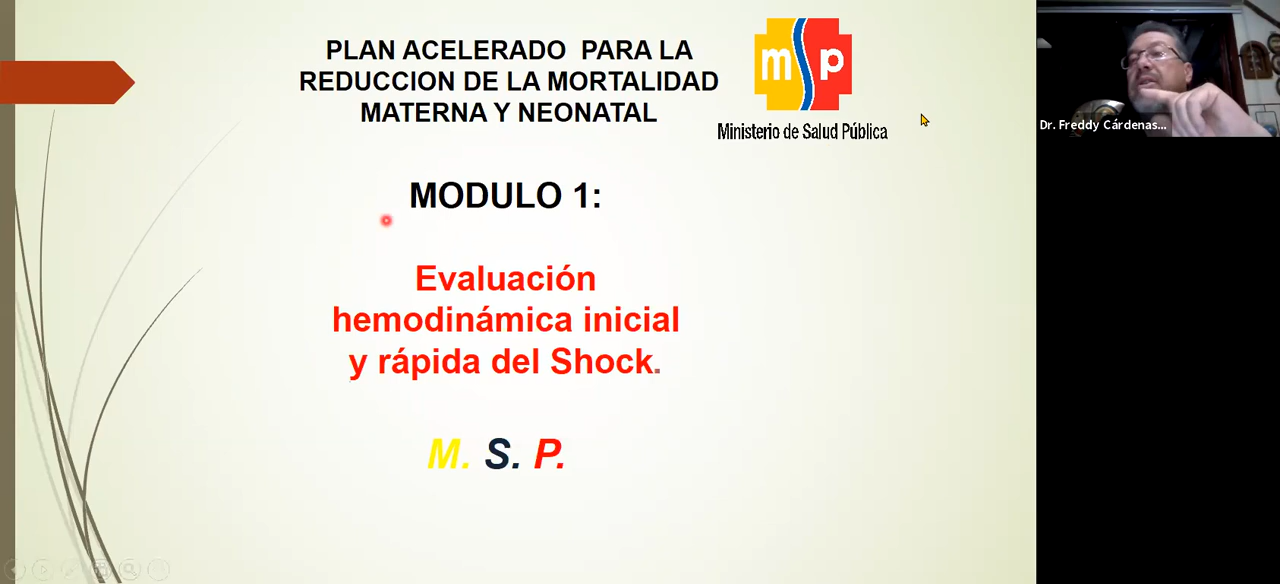 PLAN ACELERADO PARA LA
REDUCCION DE LA MORTALIDAD
MATERNA Y NEONATAL
msp
Ministerio de Salud Pública
MODULO 1:
Evaluación
hemodinámica inicial
y rápida del Shock.
M. S. P.
Dr. Freddy Cárdenas...